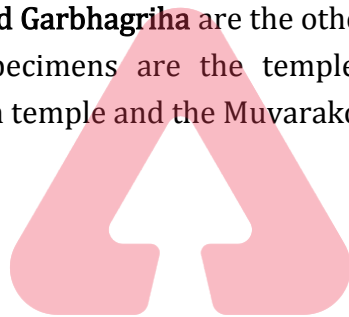 d Garbhagriha are the othe
pecimens are the temple
n temple and the Muvarako